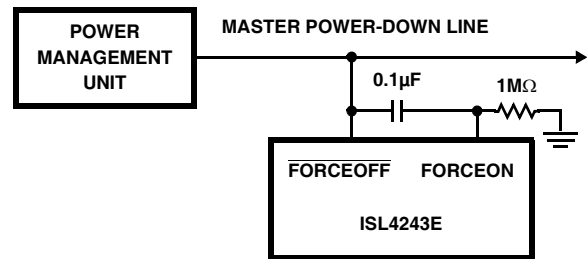 POWER
MANAGEMENT
UNIT
MASTER POWER-DOWN LINE
0.1µF
1MΩ
FORCEOFF FORCEON
ISL4243E